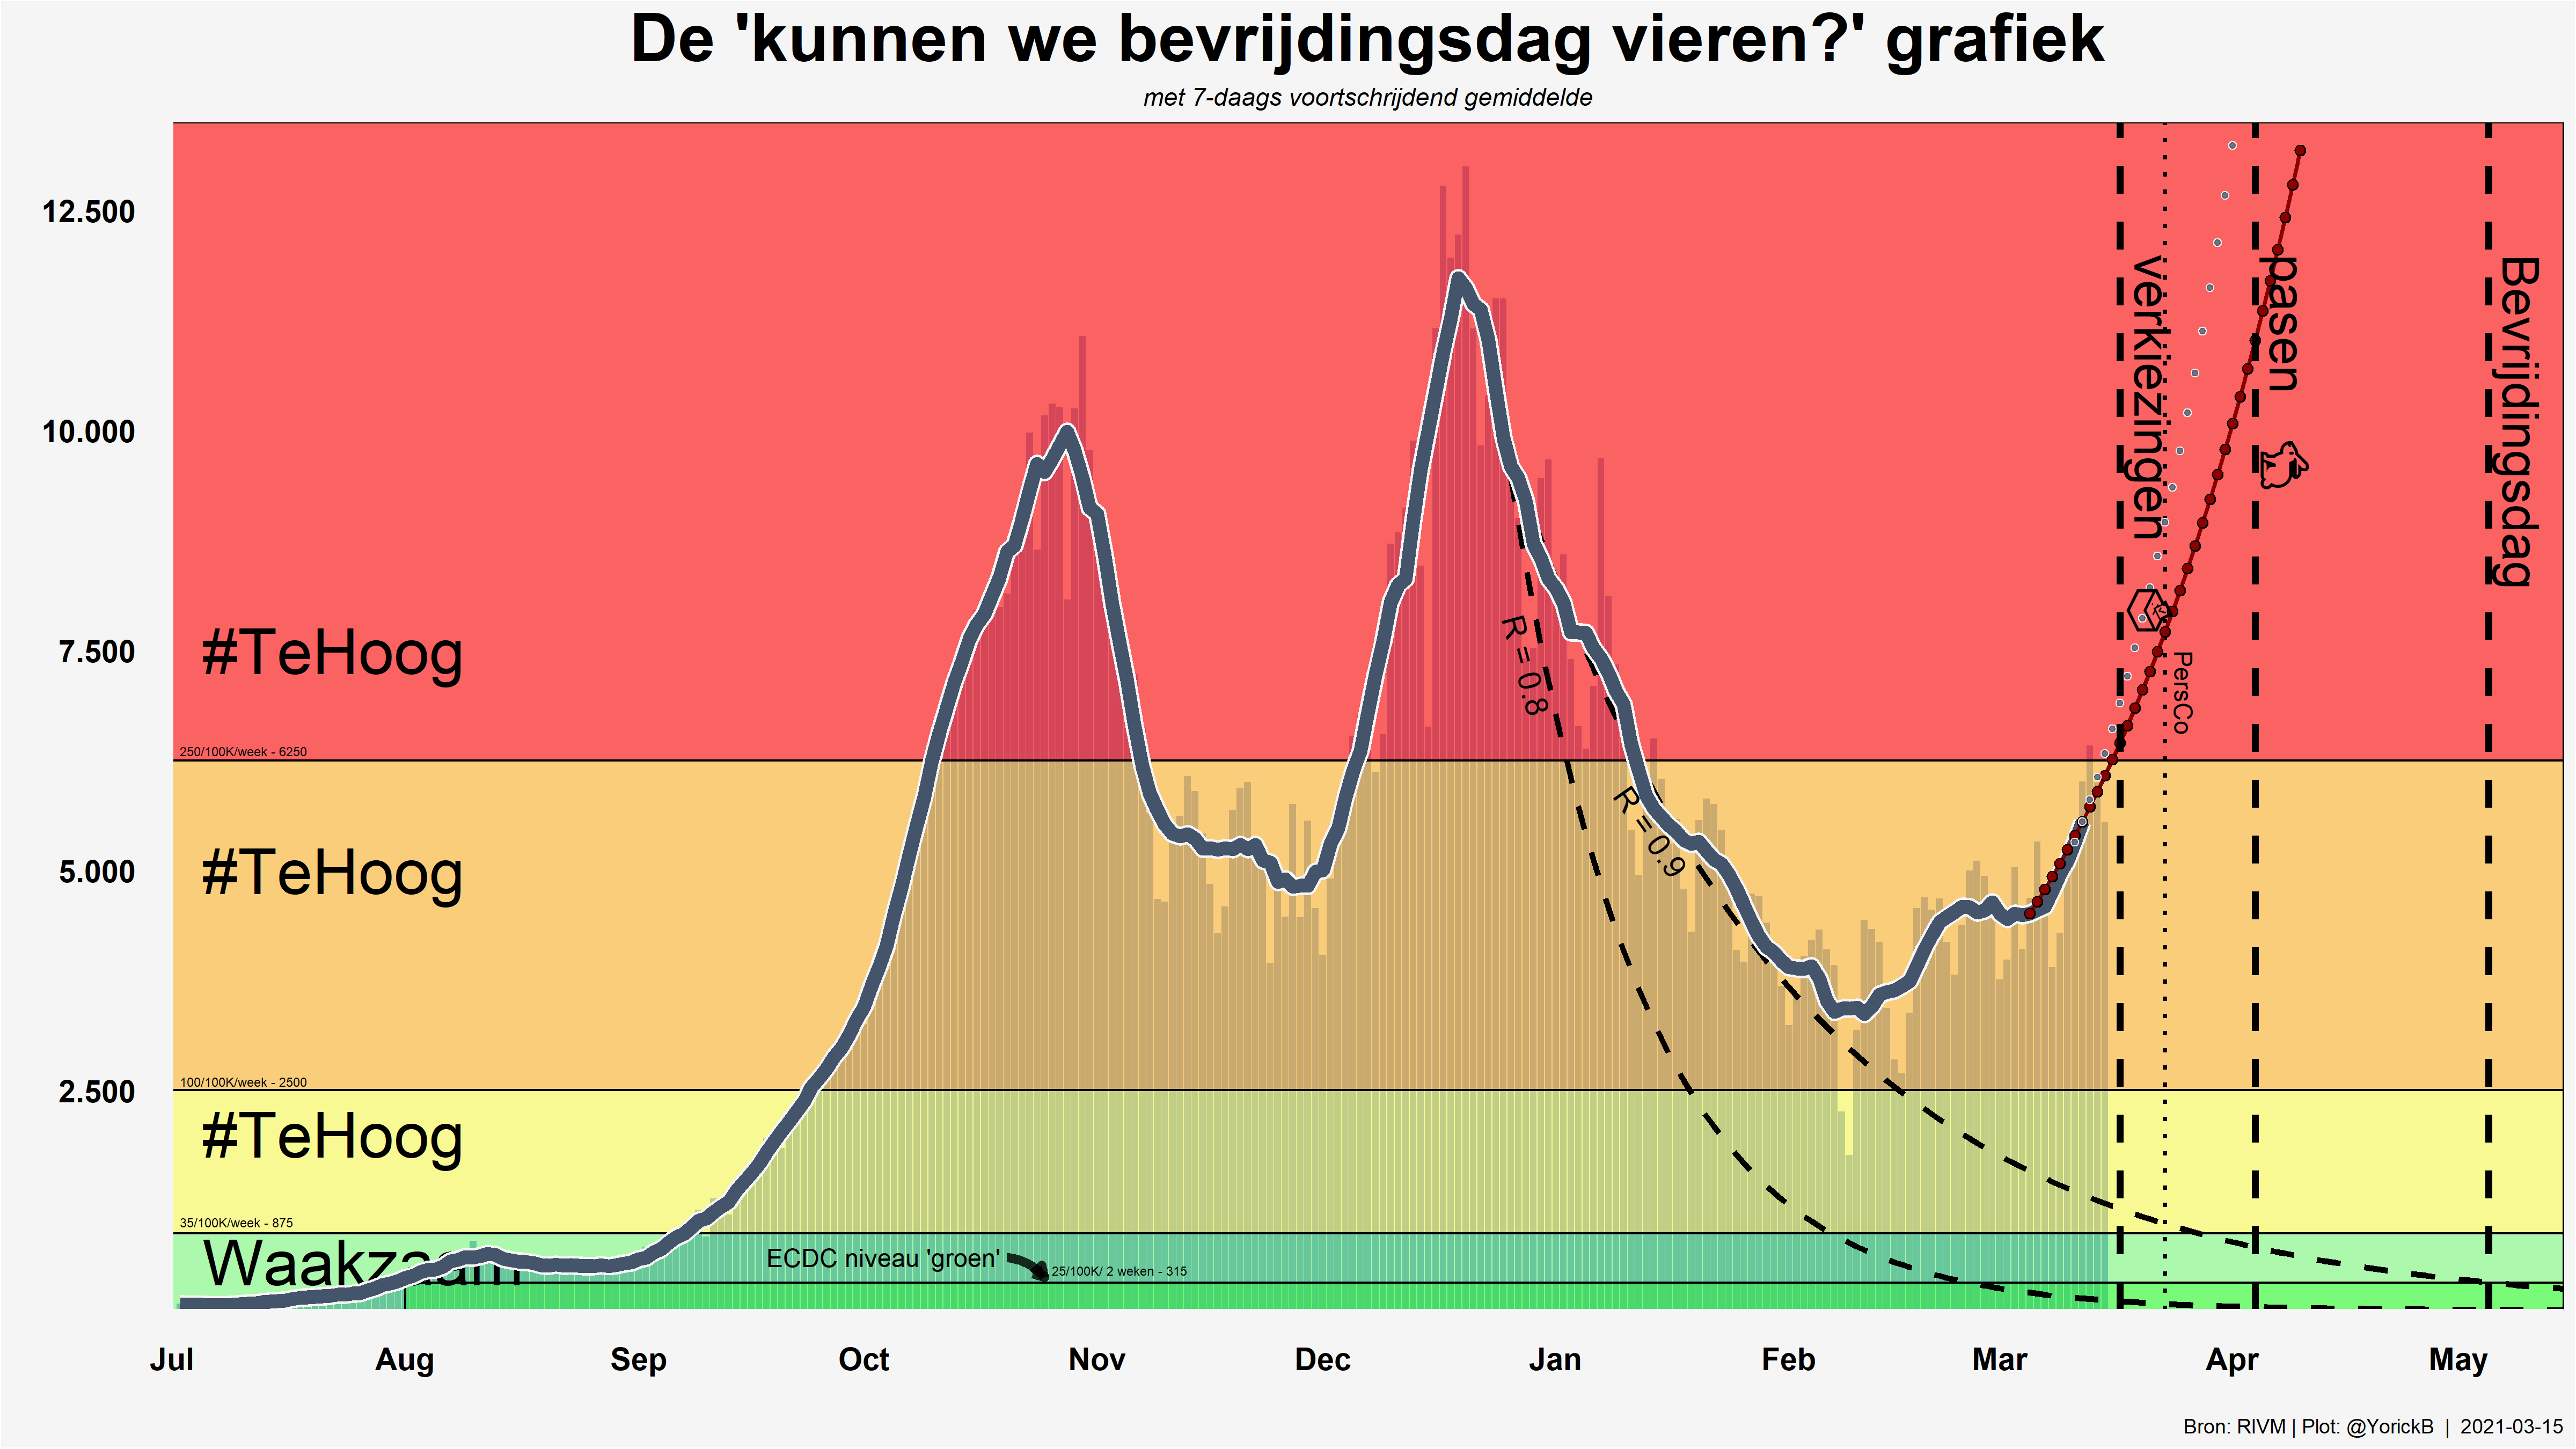 De 'kunnen we bevrijdingsdag vieren?' grafiek
met 7-daags voortschrijdend gemiddelde
12.500
10.000
7.500
5.000
2.500
#TeHoog
250/100K/week - 6250
#TeHoog
100/100K/week - 2500
#TeHoog
35/100K/week - 875
Waakzaam
ECDC niveau 'groen'
25/100K/ 2 weken - 315
R =0.8
R =0.9
verkiezingen
PersCo
pasen
Bevrijdingsdag
Jul
Aug
Sep
Oct
Nov
Dec
Jan
Feb
Mar
Apr
May
Bron: RIVM | Plot: @YorickB | 2021-03-15